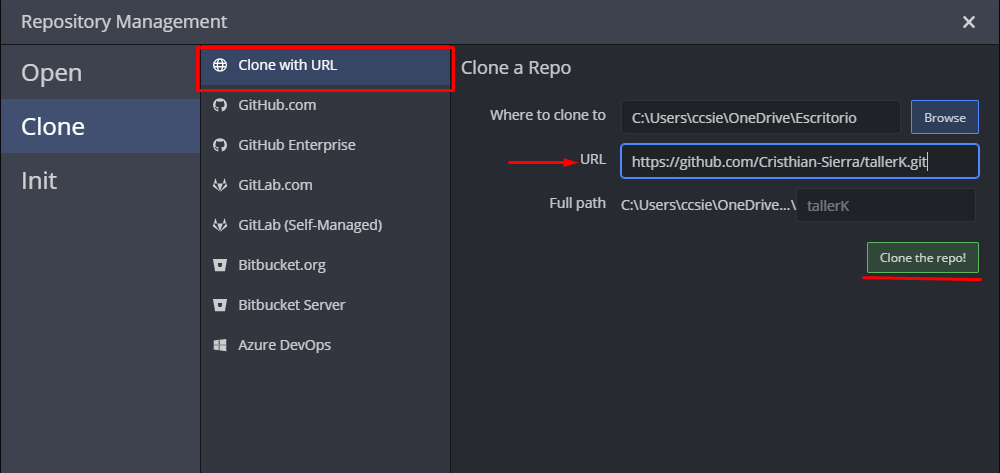 Repository Management
Open
Clone
Init
Clone with URL
GitHub.com
GitHub Enterprise
GitLab.com
GitLab (Self-Managed)
Bitbucket.org
Bitbucket Server
Azure DevOps
Clone a Repo
Where to clone to C:\Users\ccsie\OneDrive\Escritorio Browse
URL https://github.com/Cristhian-Sierra/tallerK.git
Full path C:\Users\ccsie\OneDrive...\ tallerK
Clone the repo!